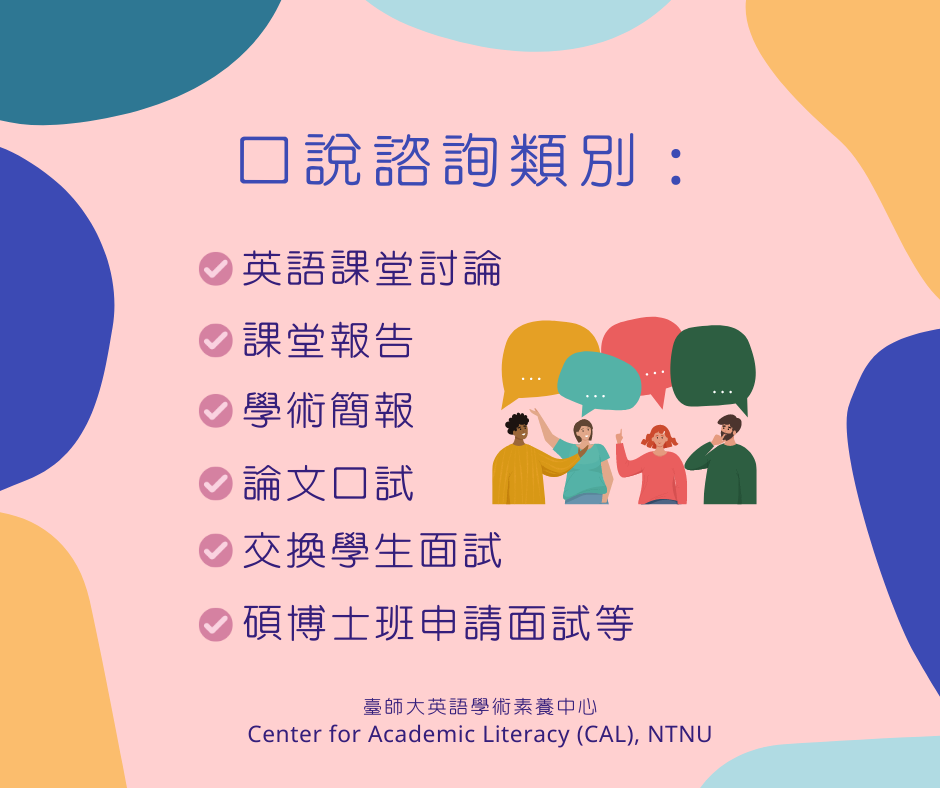 口說諮詢類別：
英語課堂討論
課堂報告
學術簡報
論文口試
交換學生面試
碩博士班申請面試等
臺師大英語學術素養中心
Center for Academic Literacy (CAL), NTNU